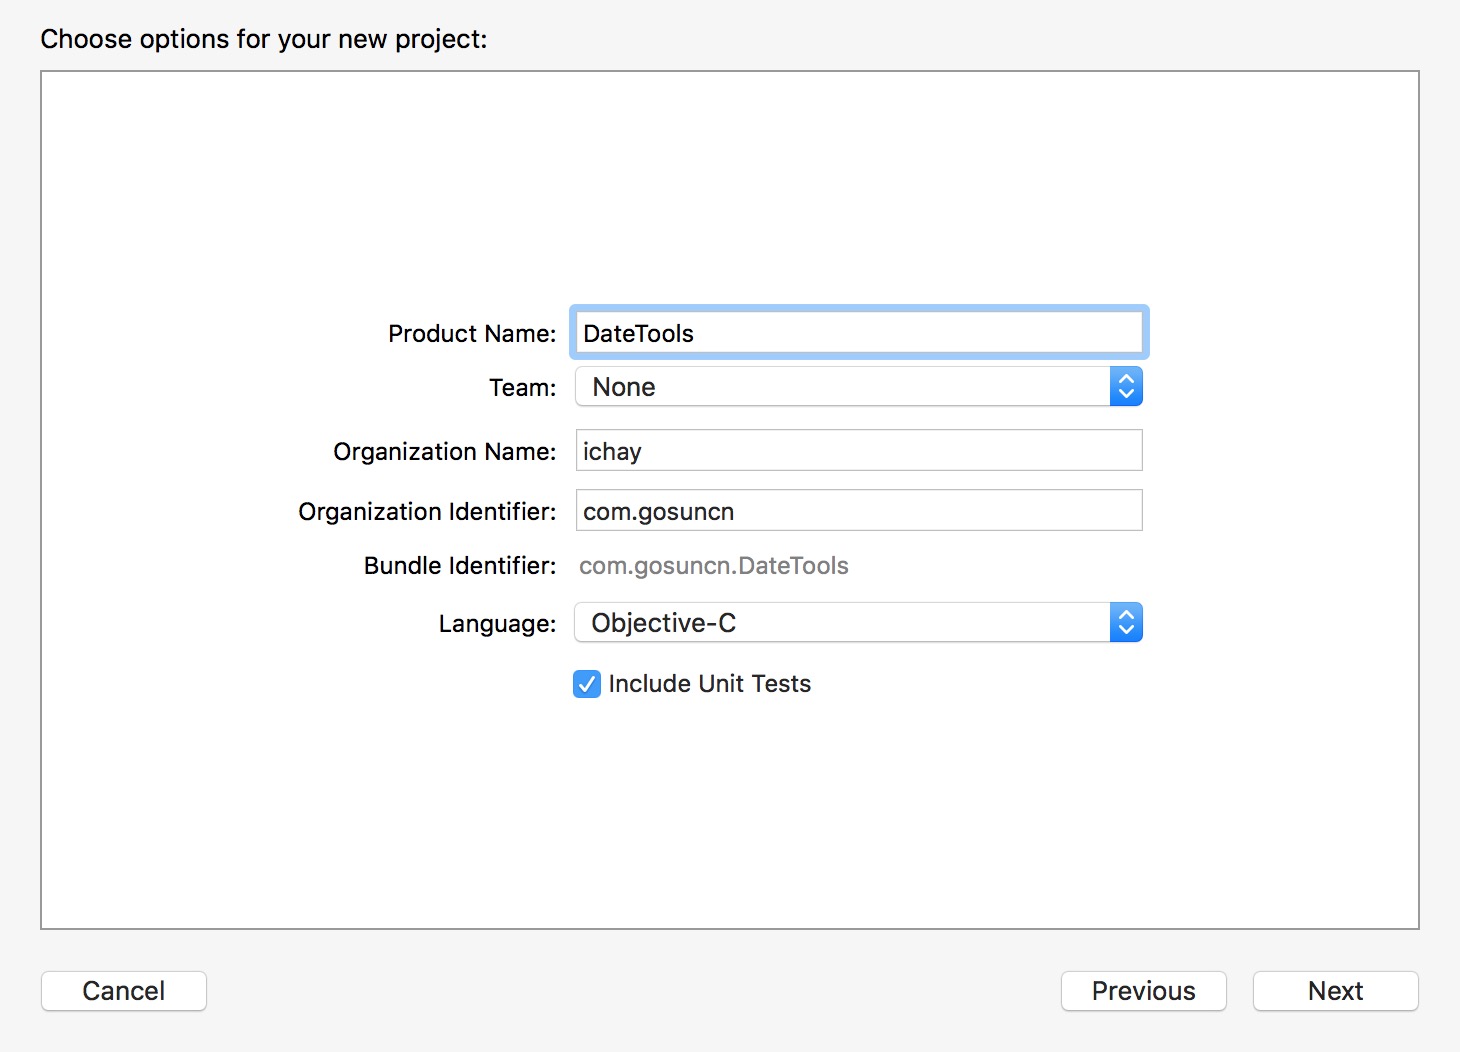 Choose options for your new project:
Product Name: DateTools
Team: None
Organization Name: ichay
Organization Identifier: com.gosuncn
Bundle Identifier: com.gosuncn.DateTools
Language: Objective-C
Include Unit Tests
Cancel Previous Next